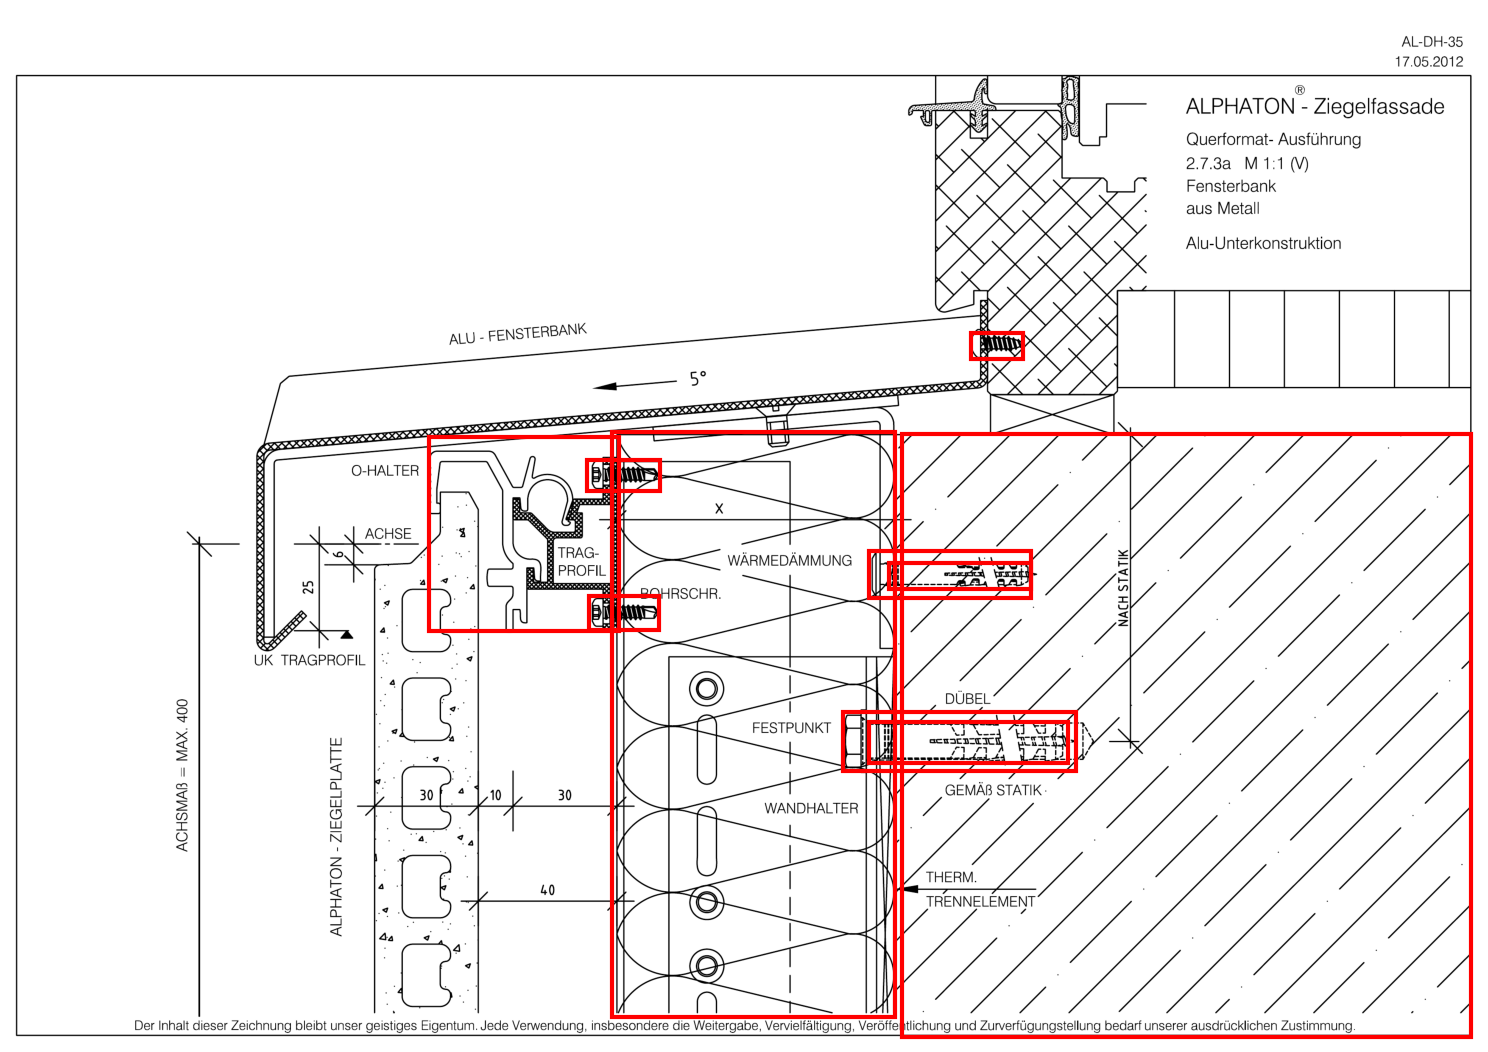 AL-DH-35
17.05.2012
ALPHATON® - Ziegelfassade
Querformat- Ausführung
2.7.3a M 1:1 (V)
Fensterbank
aus Metall
Alu-Unterkonstruktion
ALU - FENSTERBANK
5°
O-HALTER
ACHSE
6
25
UK TRAGPROFIL
TRAG-
PROFIL
BOHRSCHR.
X
WÄRMEDÄMMUNG
NACH STATIK
DÜBEL
FESTPUNKT
GEMÄß STATIK
WANDHALTER
ACHSMAß = MAX. 400
ALPHATON - ZIEGELPLATTE
30
10
30
40
THERM.
TRENNELEMENT
Der Inhalt dieser Zeichnung bleibt unser geistiges Eigentum. Jede Verwendung, insbesondere die Weitergabe, Vervielfältigung, Veröffentlichung und Zurverfügungstellung bedarf unserer ausdrücklichen Zustimmung.